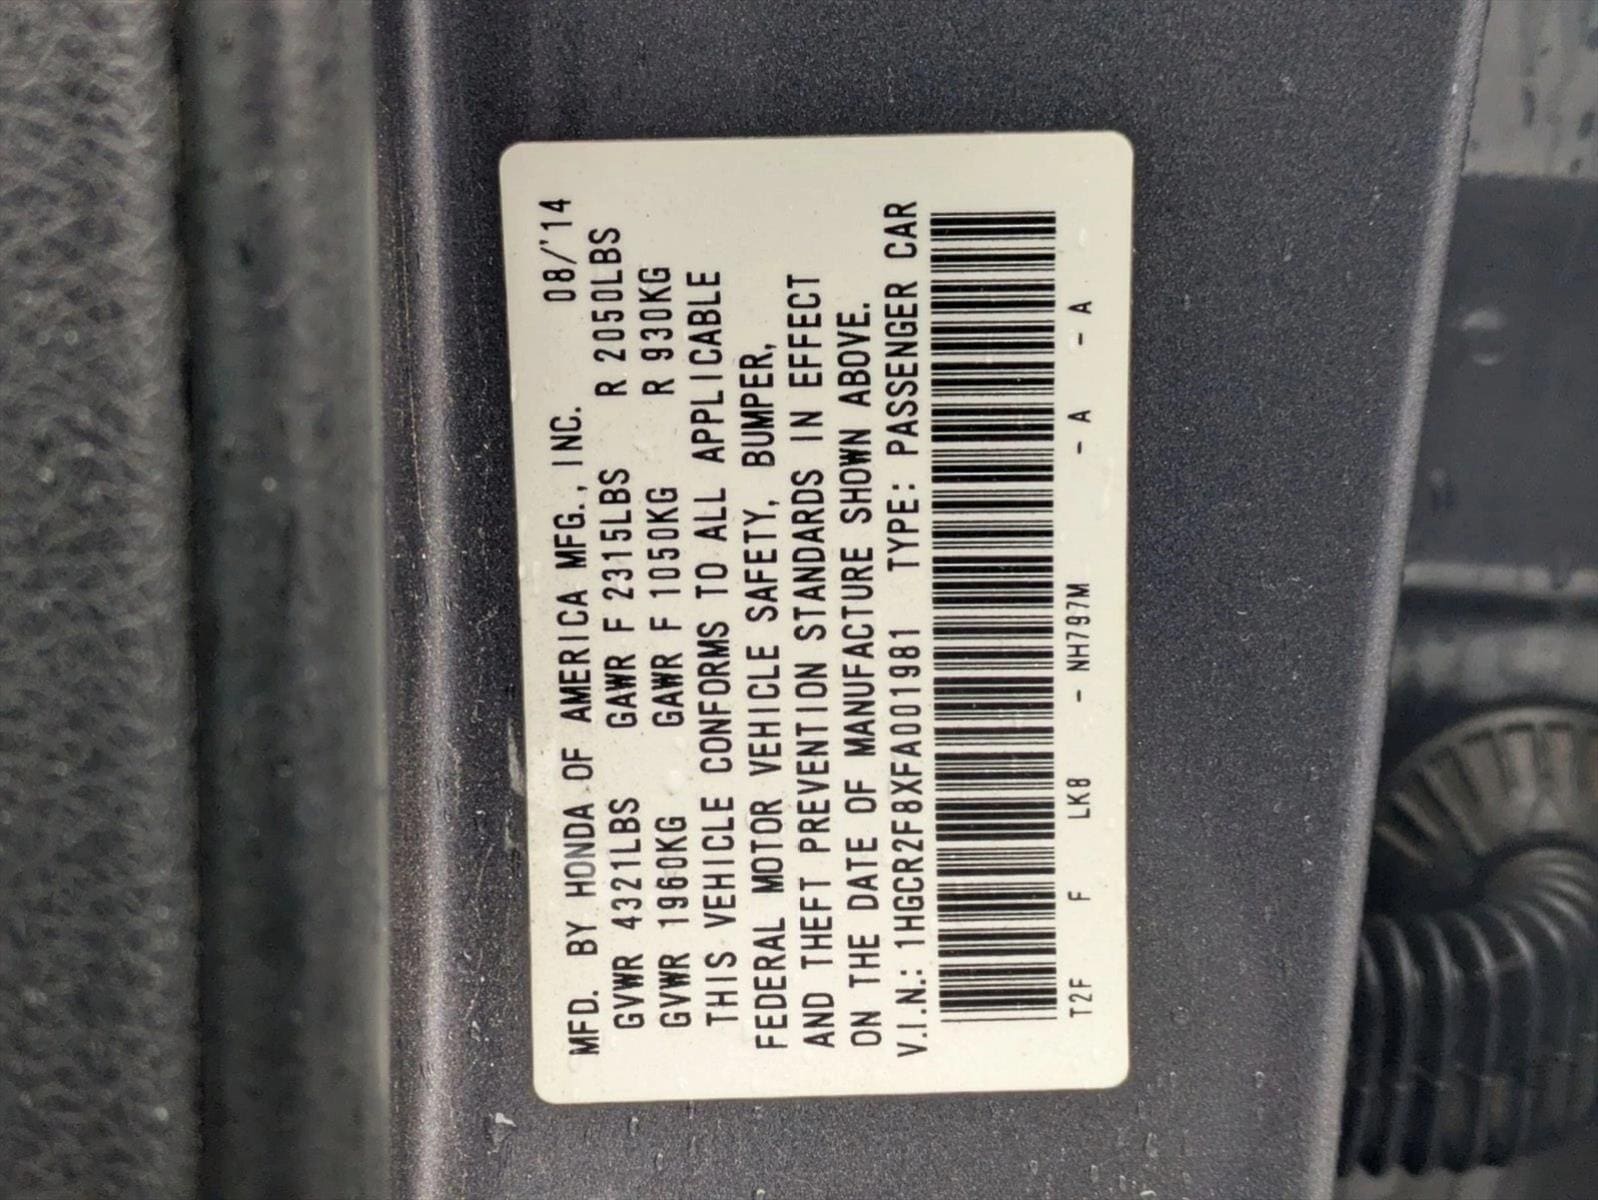 MFD. BY HONDA OF AMERICA MFG., INC. 08/'14
GVWR 4321LBS GAWR F 2315LBS R 2050LBS
GVWR 1960KG GAWR F 1050KG R 930KG
THIS VEHICLE CONFORMS TO ALL APPLICABLE
FEDERAL MOTOR VEHICLE SAFETY, BUMPER,
AND THEFT PREVENTION STANDARDS IN EFFECT
ON THE DATE OF MANUFACTURE SHOWN ABOVE.
V.I.N.: 1HGCR2F8XFA001981 TYPE: PASSENGER CAR
T2F F LK8 - NH797M - A - A